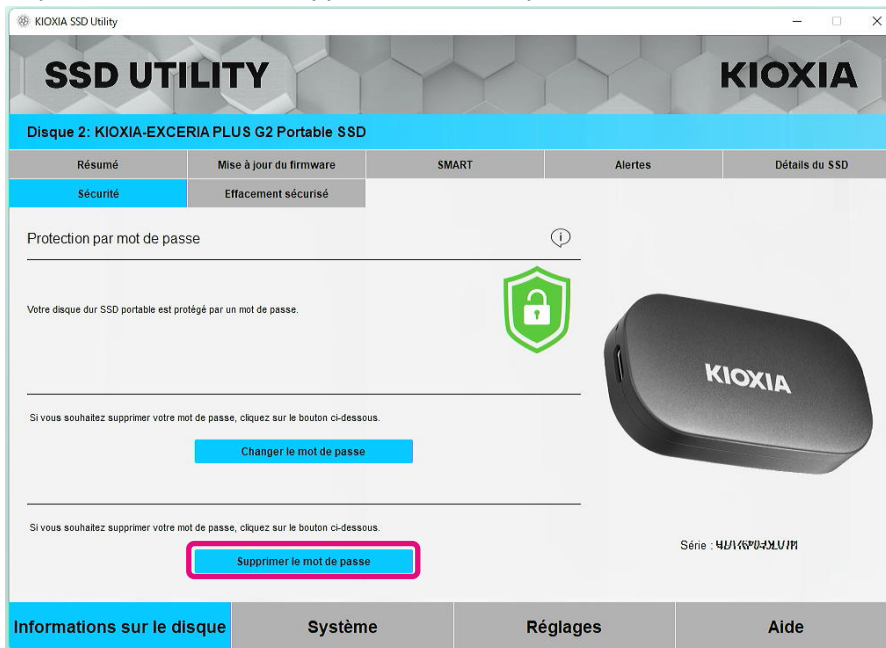 KIOXIA SSD Utility
SSD UTILITY
KIOXIA
Disque 2: KIOXIA-EXCERIA PLUS G2 Portable SSD
Résumé
Mise à jour du firmware
SMART
Alertes
Détails du SSD
Sécurité
Effacement sécurisé
Protection par mot de passe
Votre disque dur SSD portable est protégé par un mot de passe.
KIOXIA
Si vous souhaitez supprimer votre mot de passe, cliquez sur le bouton ci-dessous.
Changer le mot de passe
Si vous souhaitez supprimer votre mot de passe, cliquez sur le bouton ci-dessous.
Supprimer le mot de passe
Série :
Informations sur le disque
Système
Réglages
Aide